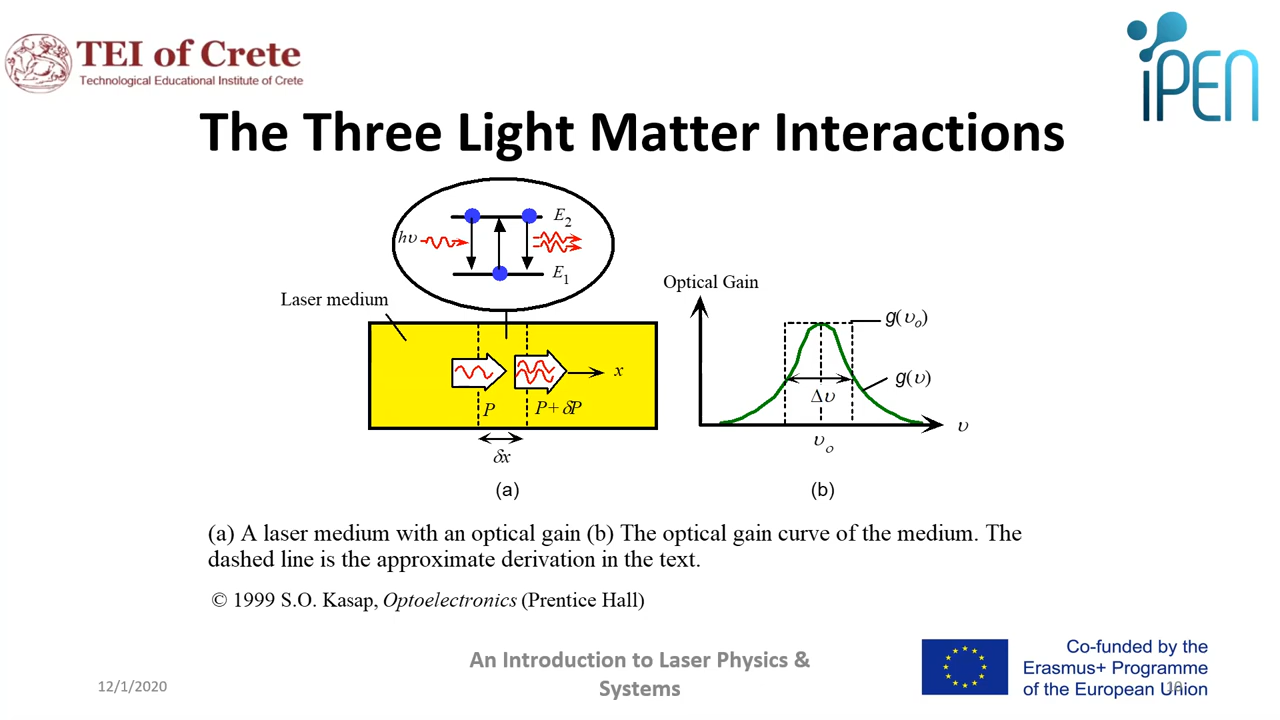 TEI of Crete
Technological Educational Institute of Crete
iPEN
The Three Light Matter Interactions
E2
hυ
E1
Laser medium
x
P
P + δP
δx
(a)
Optical Gain
g(υo)
g(υ)
Δυ
υ
υo
(b)
(a) A laser medium with an optical gain (b) The optical gain curve of the medium. The
dashed line is the approximate derivation in the text.
© 1999 S.O. Kasap, Optoelectronics (Prentice Hall)
12/1/2020
An Introduction to Laser Physics &
Systems
Co-funded by the
Erasmus+ Programme
of the European Union
10